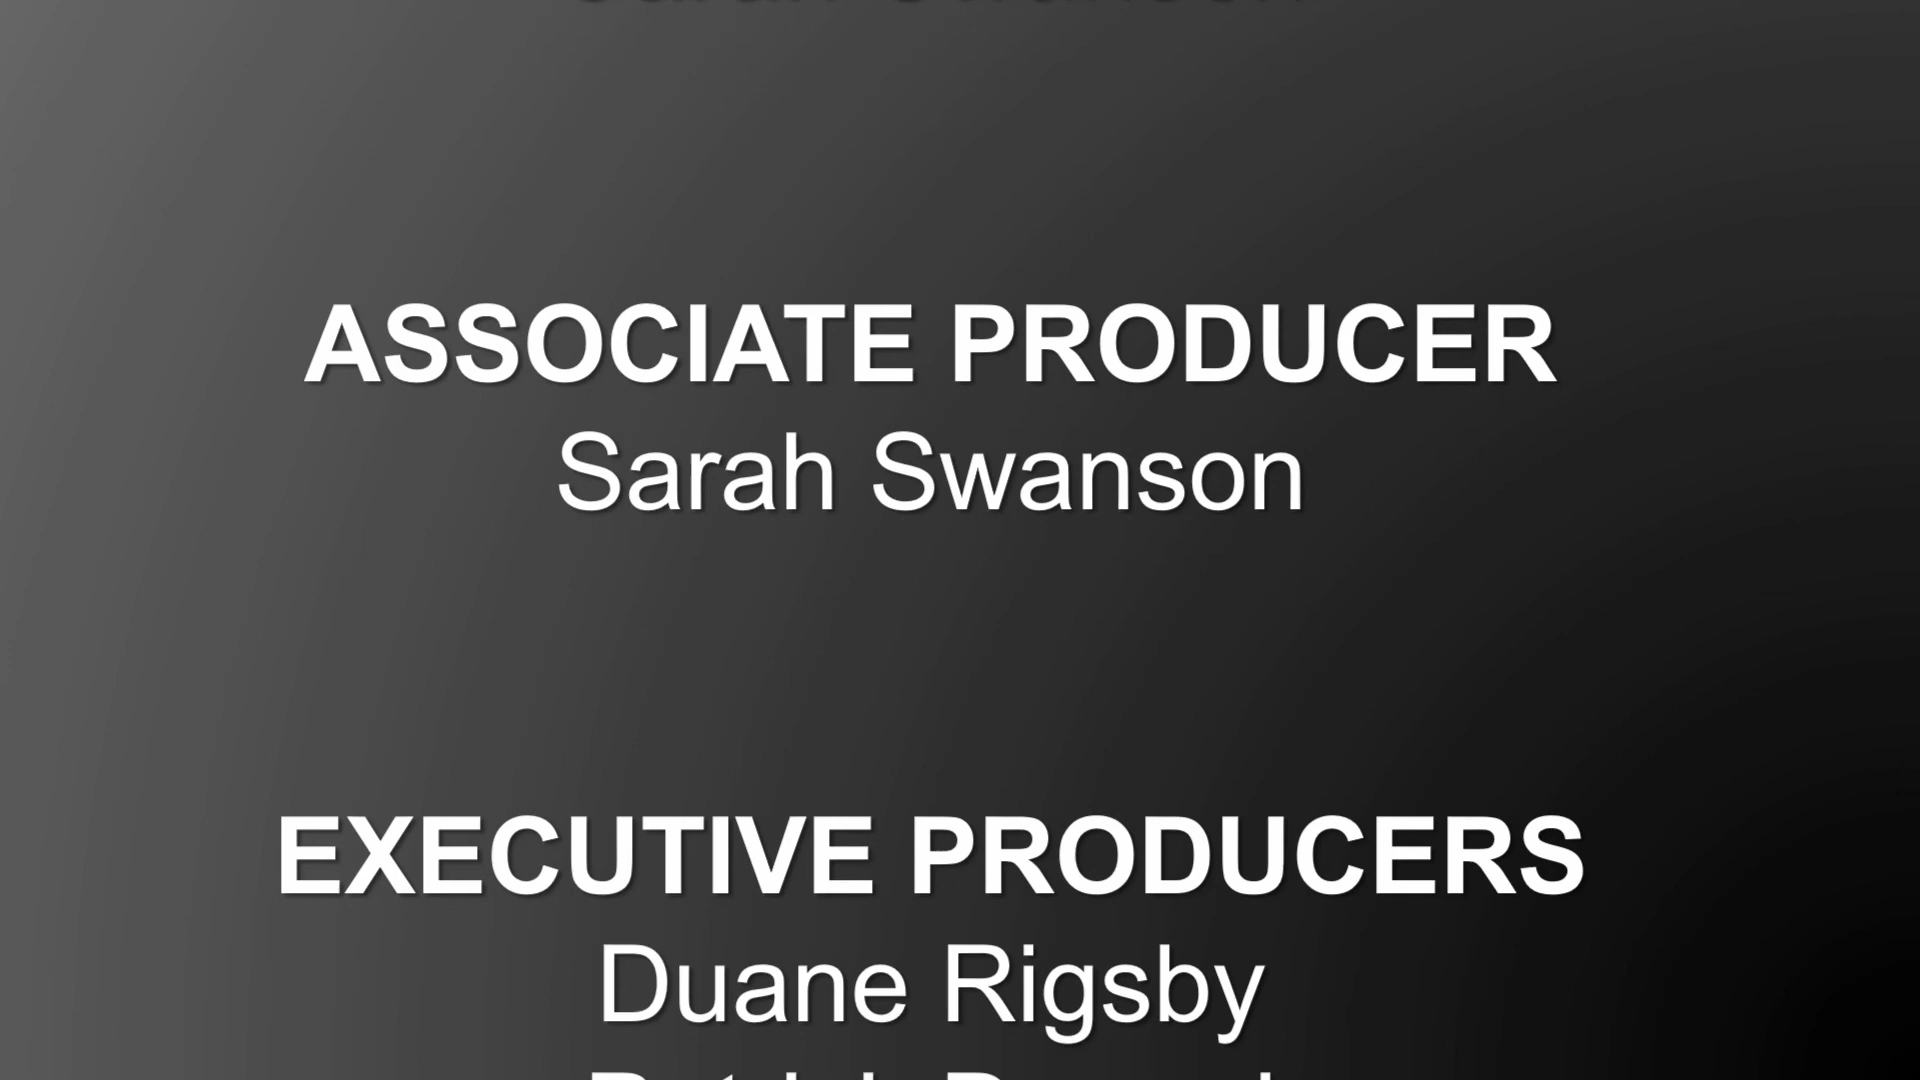 ASSOCIATE PRODUCER
Sarah Swanson
EXECUTIVE PRODUCERS
Duane Rigsby